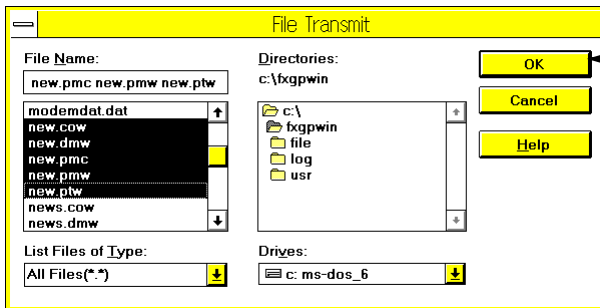 File Transmit
File Name:
new.pmc new.pmw new.ptw
modemdat.dat
new.cow
new.dmw
new.pmc
new.pmw
new.ptw
news.cow
news.dmw
List Files of Type:
All Files(*.*)
Directories:
c:\fxgpwin
c:\
fxgpwin
file
log
usr
Drives:
c: ms-dos_6
OK
Cancel
Help